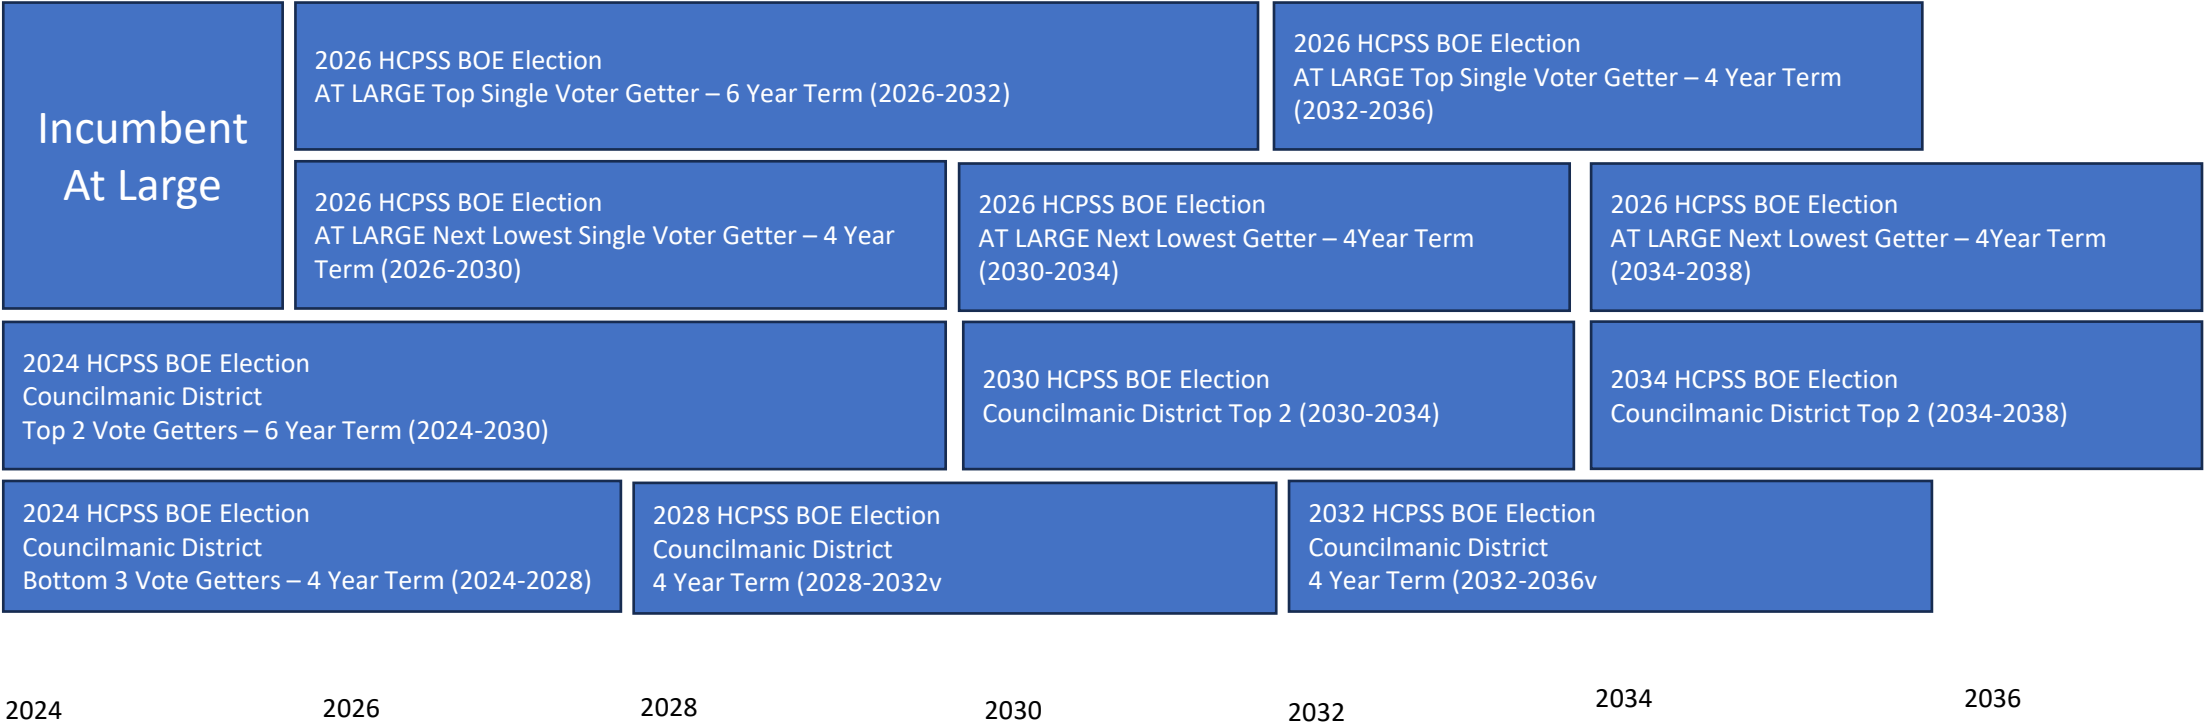 Incumbent
At Large
2026 HCPSS BOE Election
AT LARGE Top Single Voter Getter – 6 Year Term (2026-2032)
2026 HCPSS BOE Election
AT LARGE Top Single Voter Getter – 4 Year Term
(2032-2036)
2026 HCPSS BOE Election
AT LARGE Next Lowest Single Voter Getter – 4 Year
Term (2026-2030)
2026 HCPSS BOE Election
AT LARGE Next Lowest Getter – 4Year Term
(2030-2034)
2026 HCPSS BOE Election
AT LARGE Next Lowest Getter – 4Year Term
(2034-2038)
2024 HCPSS BOE Election
Councilmanic District
Top 2 Vote Getters – 6 Year Term (2024-2030)
2030 HCPSS BOE Election
Councilmanic District Top 2 (2030-2034)
2034 HCPSS BOE Election
Councilmanic District Top 2 (2034-2038)
2024 HCPSS BOE Election
Councilmanic District
Bottom 3 Vote Getters – 4 Year Term (2024-2028)
2028 HCPSS BOE Election
Councilmanic District
4 Year Term (2028-2032v
2032 HCPSS BOE Election
Councilmanic District
4 Year Term (2032-2036v
2024
2026
2028
2030
2032
2034
2036